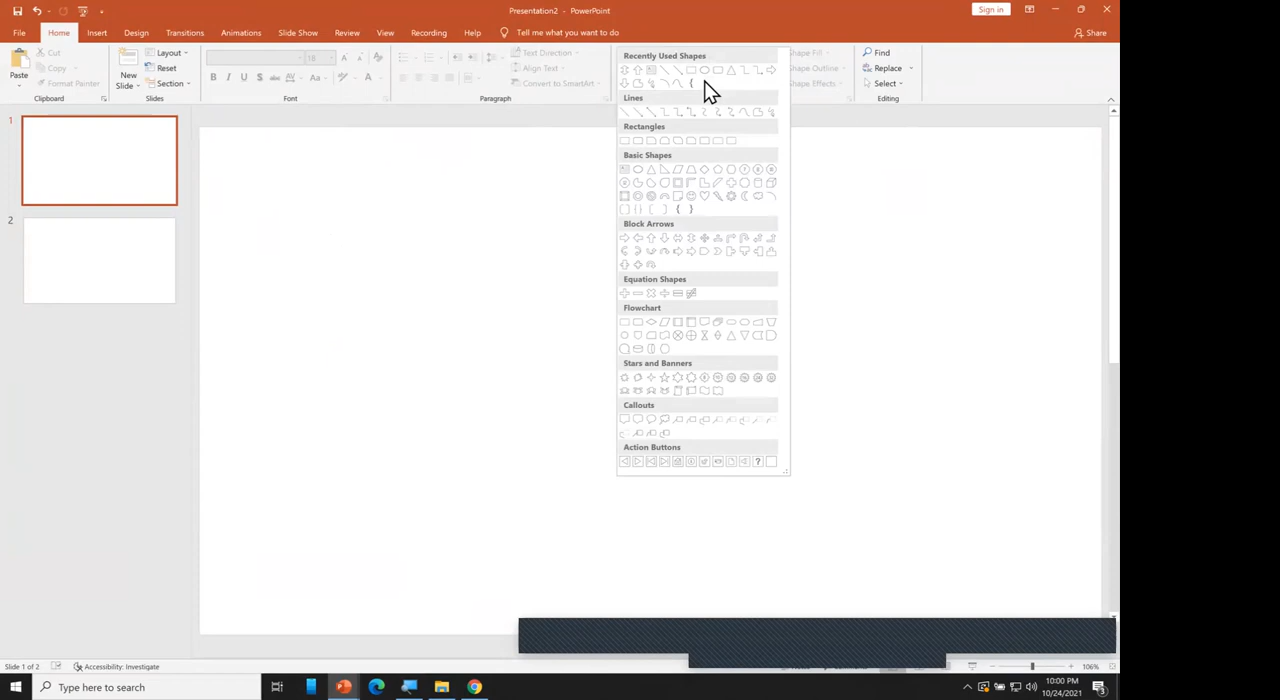 Presentation2 - PowerPoint
Sign in
File Home Insert Design Transitions Animations Slide Show Review View Recording Help Tell me what you want to do
Share
Paste
Cut
Copy
Format Painter
Clipboard
New
Slide
Layout
Reset
Section
Slides
18
B I U S AV Aa A
Font
Text Direction
Align Text
Convert to SmartArt
Paragraph
Shape Fill
Shape Outline
Shape Effects
Find
Replace
Select
Editing
Recently Used Shapes
Lines
Rectangles
Basic Shapes
Block Arrows
Equation Shapes
Flowchart
Stars and Banners
Callouts
Action Buttons
1
2
Slide 1 of 2
Accessibility: Investigate
106%
Type here to search
10:00 PM
10/24/2021
3